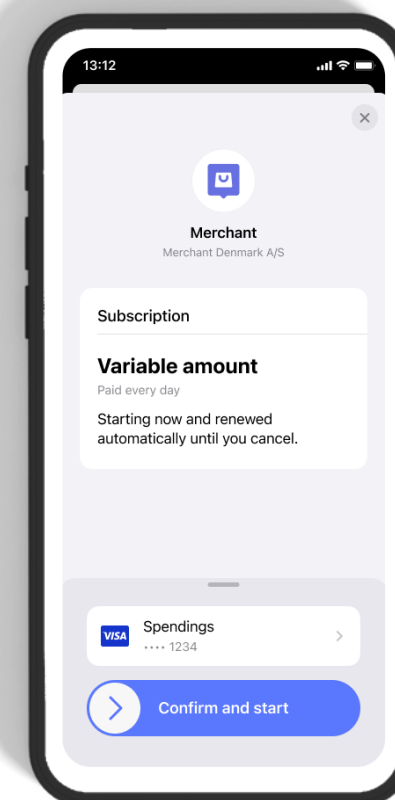 13:12
Merchant
Merchant Denmark A/S
Subscription
Variable amount
Paid every day
Starting now and renewed
automatically until you cancel.
VISA
Spendings
•••• 1234
Confirm and start